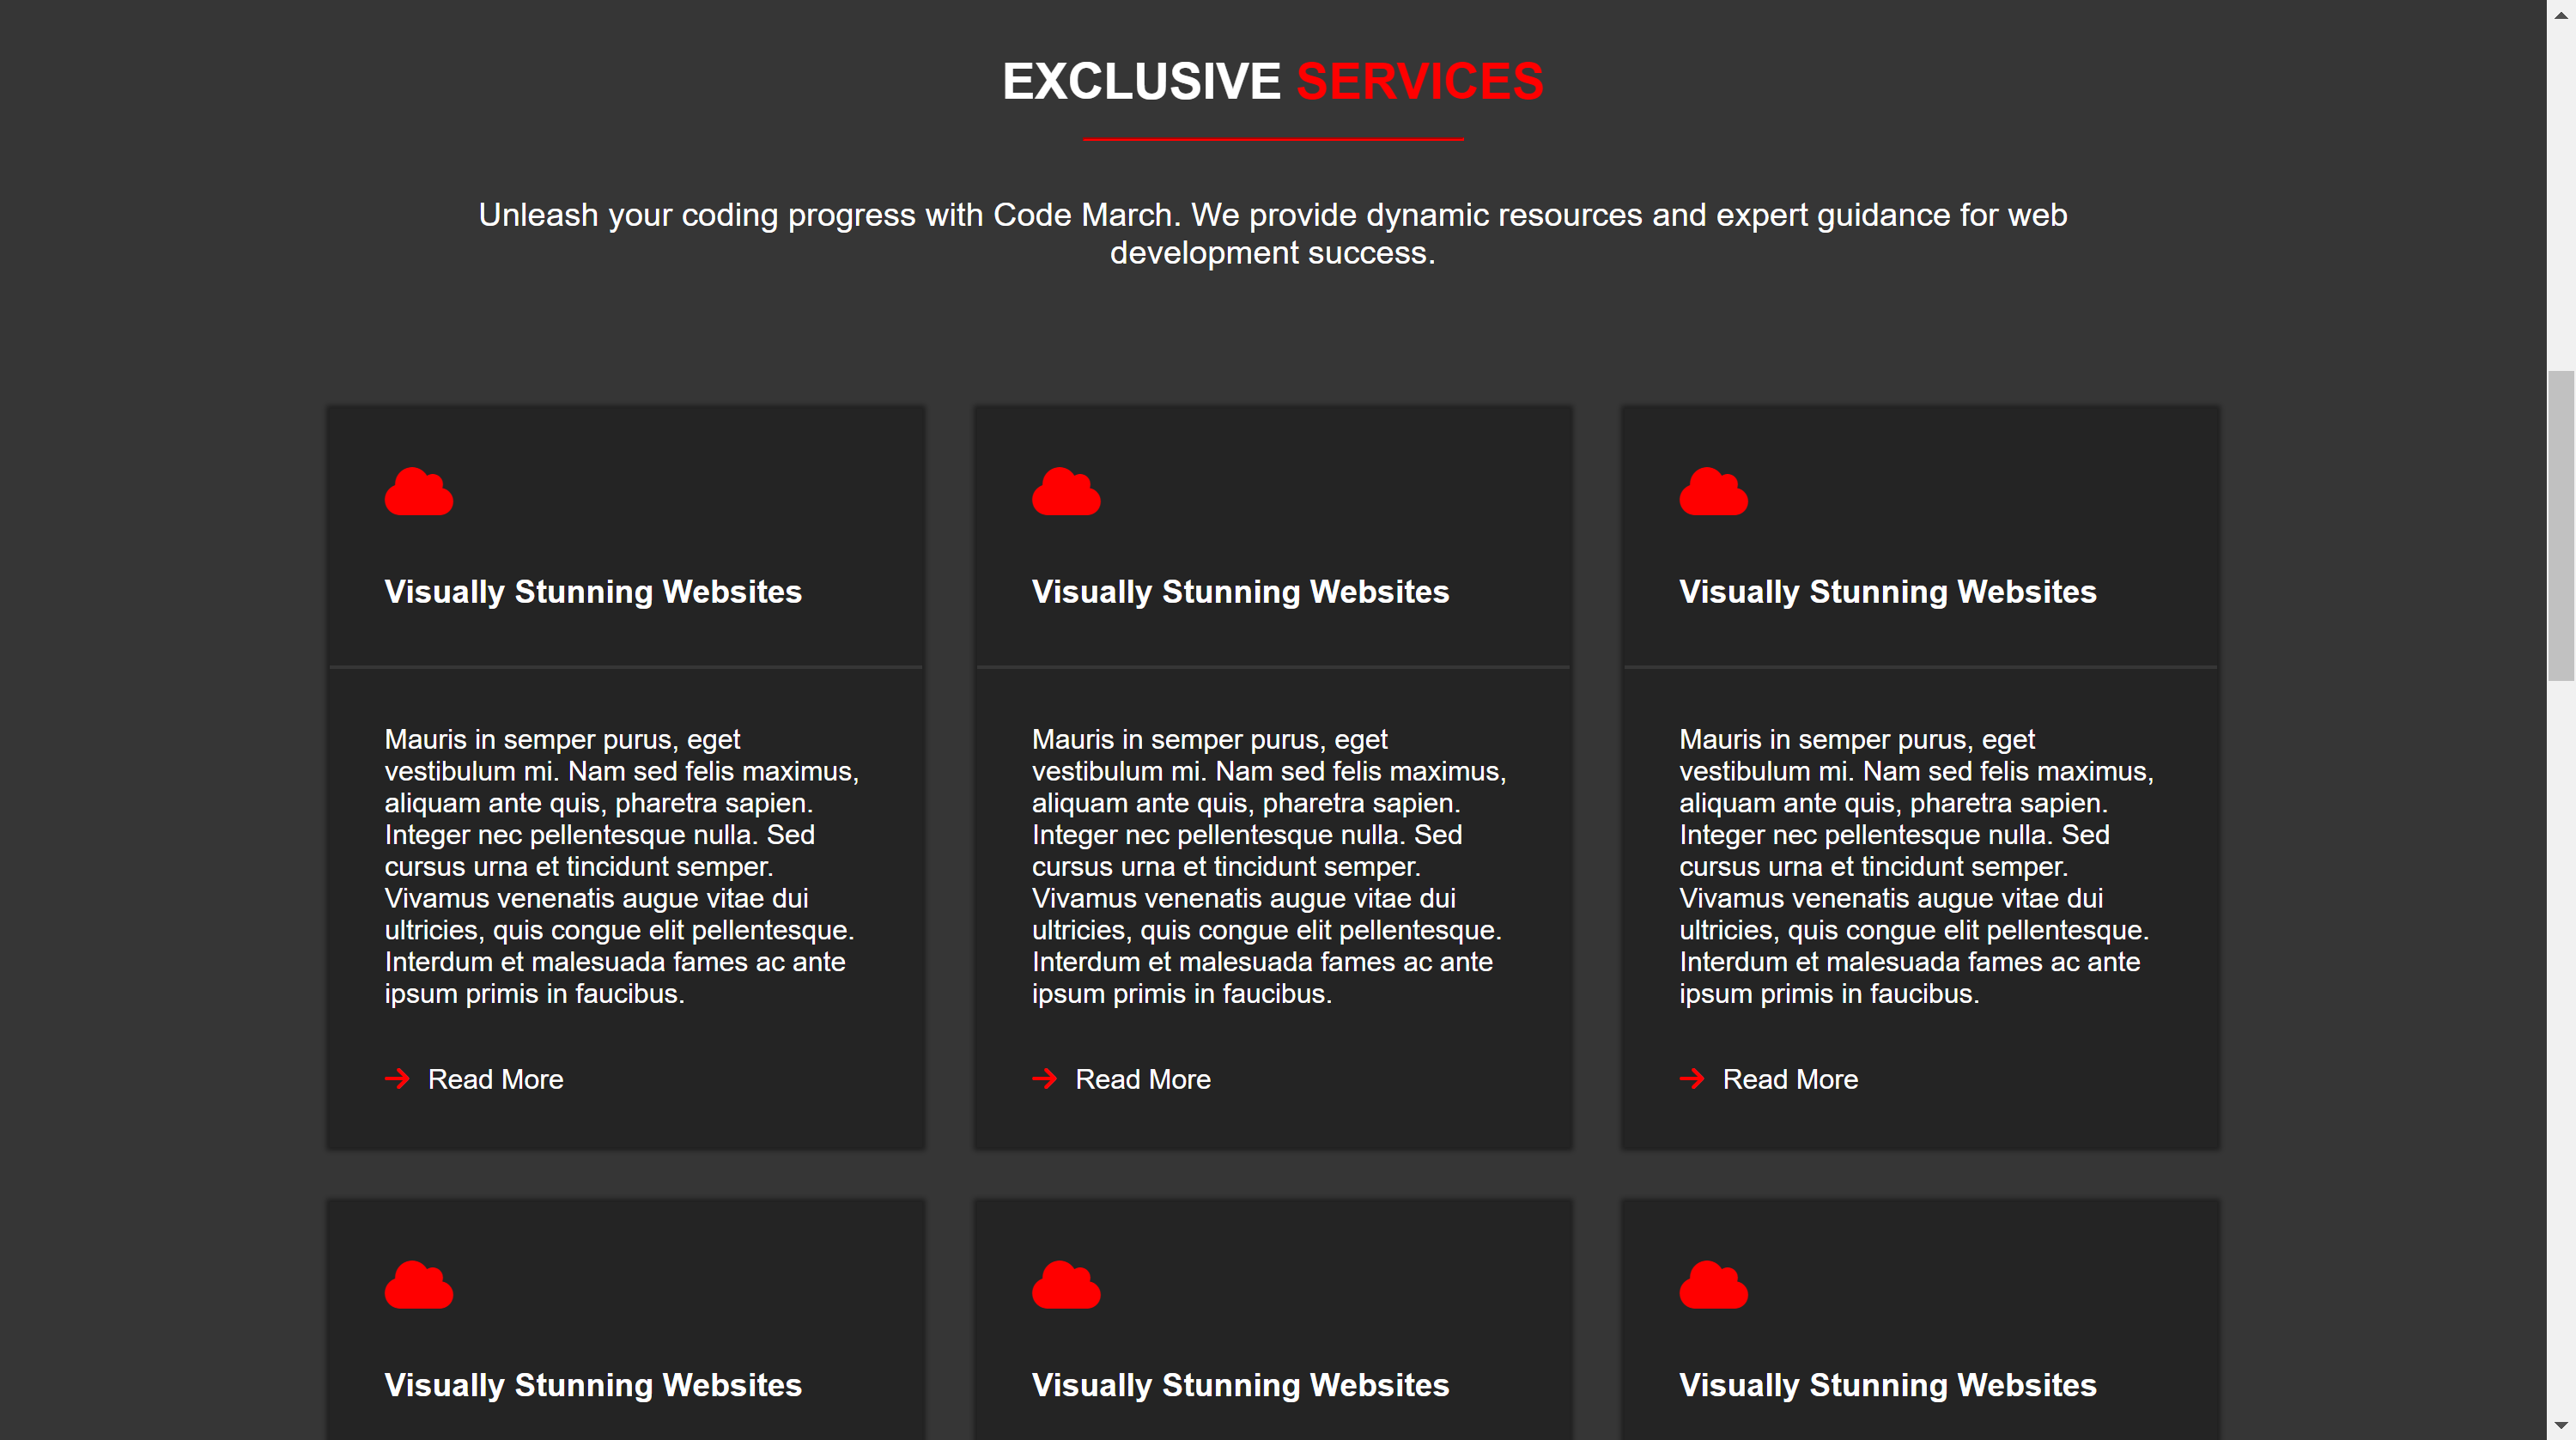 EXCLUSIVE SERVICES
Unleash your coding progress with Code March. We provide dynamic resources and expert guidance for web
development success.
Visually Stunning Websites
Mauris in semper purus, eget
vestibulum mi. Nam sed felis maximus,
aliquam ante quis, pharetra sapien.
Integer nec pellentesque nulla. Sed
cursus urna et tincidunt semper.
Vivamus venenatis augue vitae dui
ultricies, quis congue elit pellentesque.
Interdum et malesuada fames ac ante
ipsum primis in faucibus.
Read More
Visually Stunning Websites
Mauris in semper purus, eget
vestibulum mi. Nam sed felis maximus,
aliquam ante quis, pharetra sapien.
Integer nec pellentesque nulla. Sed
cursus urna et tincidunt semper.
Vivamus venenatis augue vitae dui
ultricies, quis congue elit pellentesque.
Interdum et malesuada fames ac ante
ipsum primis in faucibus.
Read More
Visually Stunning Websites
Mauris in semper purus, eget
vestibulum mi. Nam sed felis maximus,
aliquam ante quis, pharetra sapien.
Integer nec pellentesque nulla. Sed
cursus urna et tincidunt semper.
Vivamus venenatis augue vitae dui
ultricies, quis congue elit pellentesque.
Interdum et malesuada fames ac ante
ipsum primis in faucibus.
Read More
Visually Stunning Websites
Visually Stunning Websites
Visually Stunning Websites